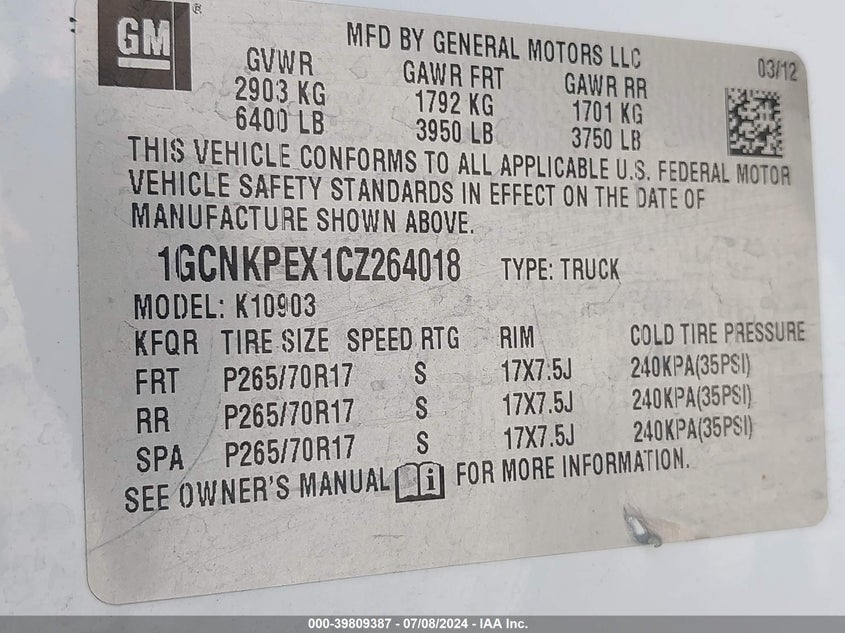 GM ®
MFD BY GENERAL MOTORS LLC
03/12
GVWR GAWR FRT GAWR RR
2903 KG 1792 KG 1701 KG
6400 LB 3950 LB 3750 LB
THIS VEHICLE CONFORMS TO ALL APPLICABLE U.S. FEDERAL MOTOR
VEHICLE SAFETY STANDARDS IN EFFECT ON THE DATE OF
MANUFACTURE SHOWN ABOVE.
1GCNKPEX1CZ264018 TYPE: TRUCK
MODEL: K10903
KFQR TIRE SIZE SPEED RTG RIM COLD TIRE PRESSURE
FRT P265/70R17 S 17X7.5J 240KPA(35PSI)
RR P265/70R17 S 17X7.5J 240KPA(35PSI)
SPA P265/70R17 S 17X7.5J 240KPA(35PSI)
SEE OWNER'S MANUAL i FOR MORE INFORMATION.
000-39809387 - 07/08/2024 - IAA Inc.